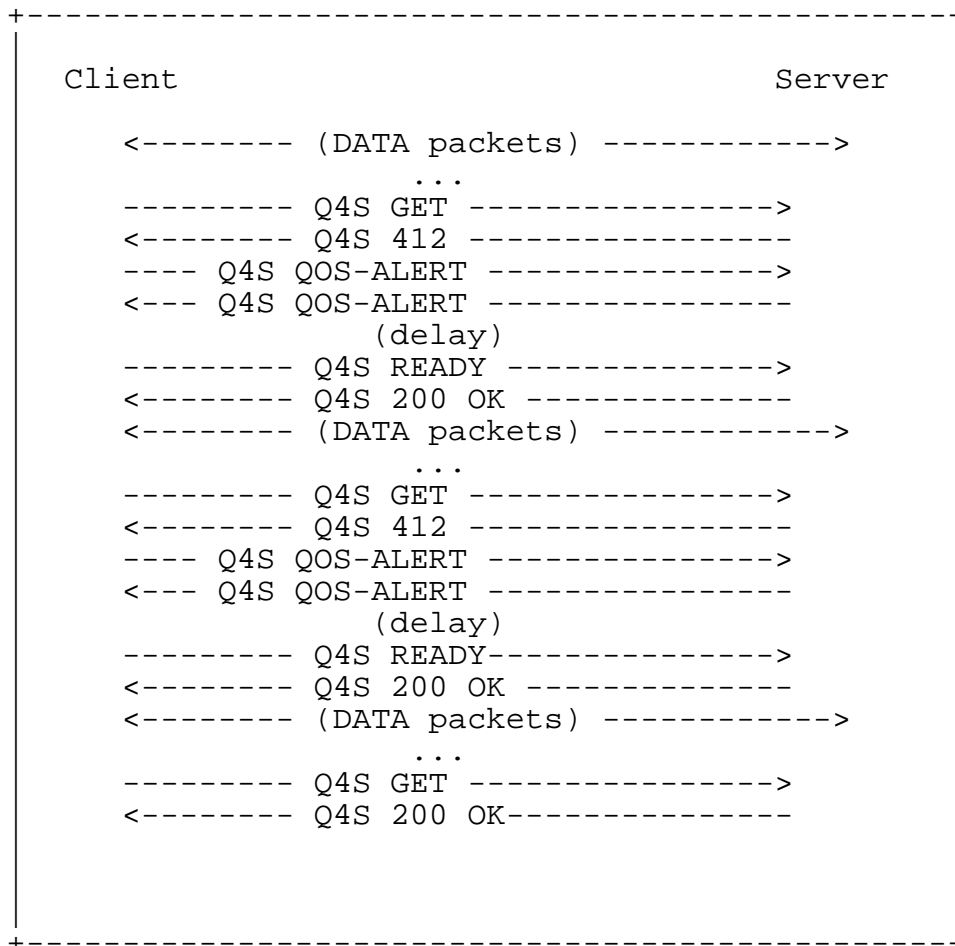 Client Server
<-------- (DATA packets) ------------>
...
--------- Q4S GET ---------------->
<-------- Q4S 412 -----------------
---- Q4S QOS-ALERT --------------->
<--- Q4S QOS-ALERT ----------------
(delay)
--------- Q4S READY -------------->
<-------- Q4S 200 OK --------------
<-------- (DATA packets) ------------>
...
--------- Q4S GET ---------------->
<-------- Q4S 412 -----------------
---- Q4S QOS-ALERT --------------->
<--- Q4S QOS-ALERT ----------------
(delay)
--------- Q4S READY--------------->
<-------- Q4S 200 OK --------------
<-------- (DATA packets) ------------>
...
--------- Q4S GET ---------------->
<-------- Q4S 200 OK---------------